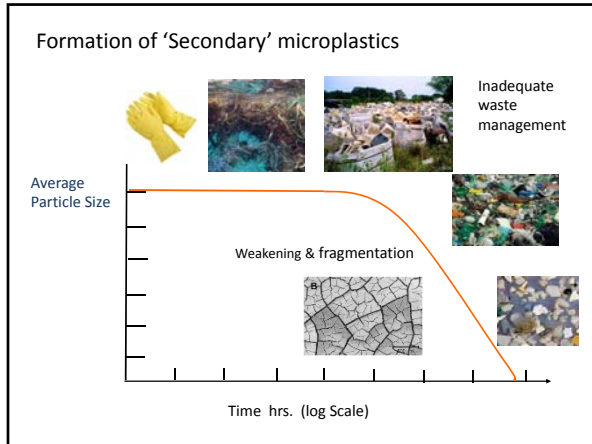 Formation of ‘Secondary’ microplastics
Inadequate
waste
management
Average
Particle Size
Weakening & fragmentation
B
Time hrs. (log Scale)